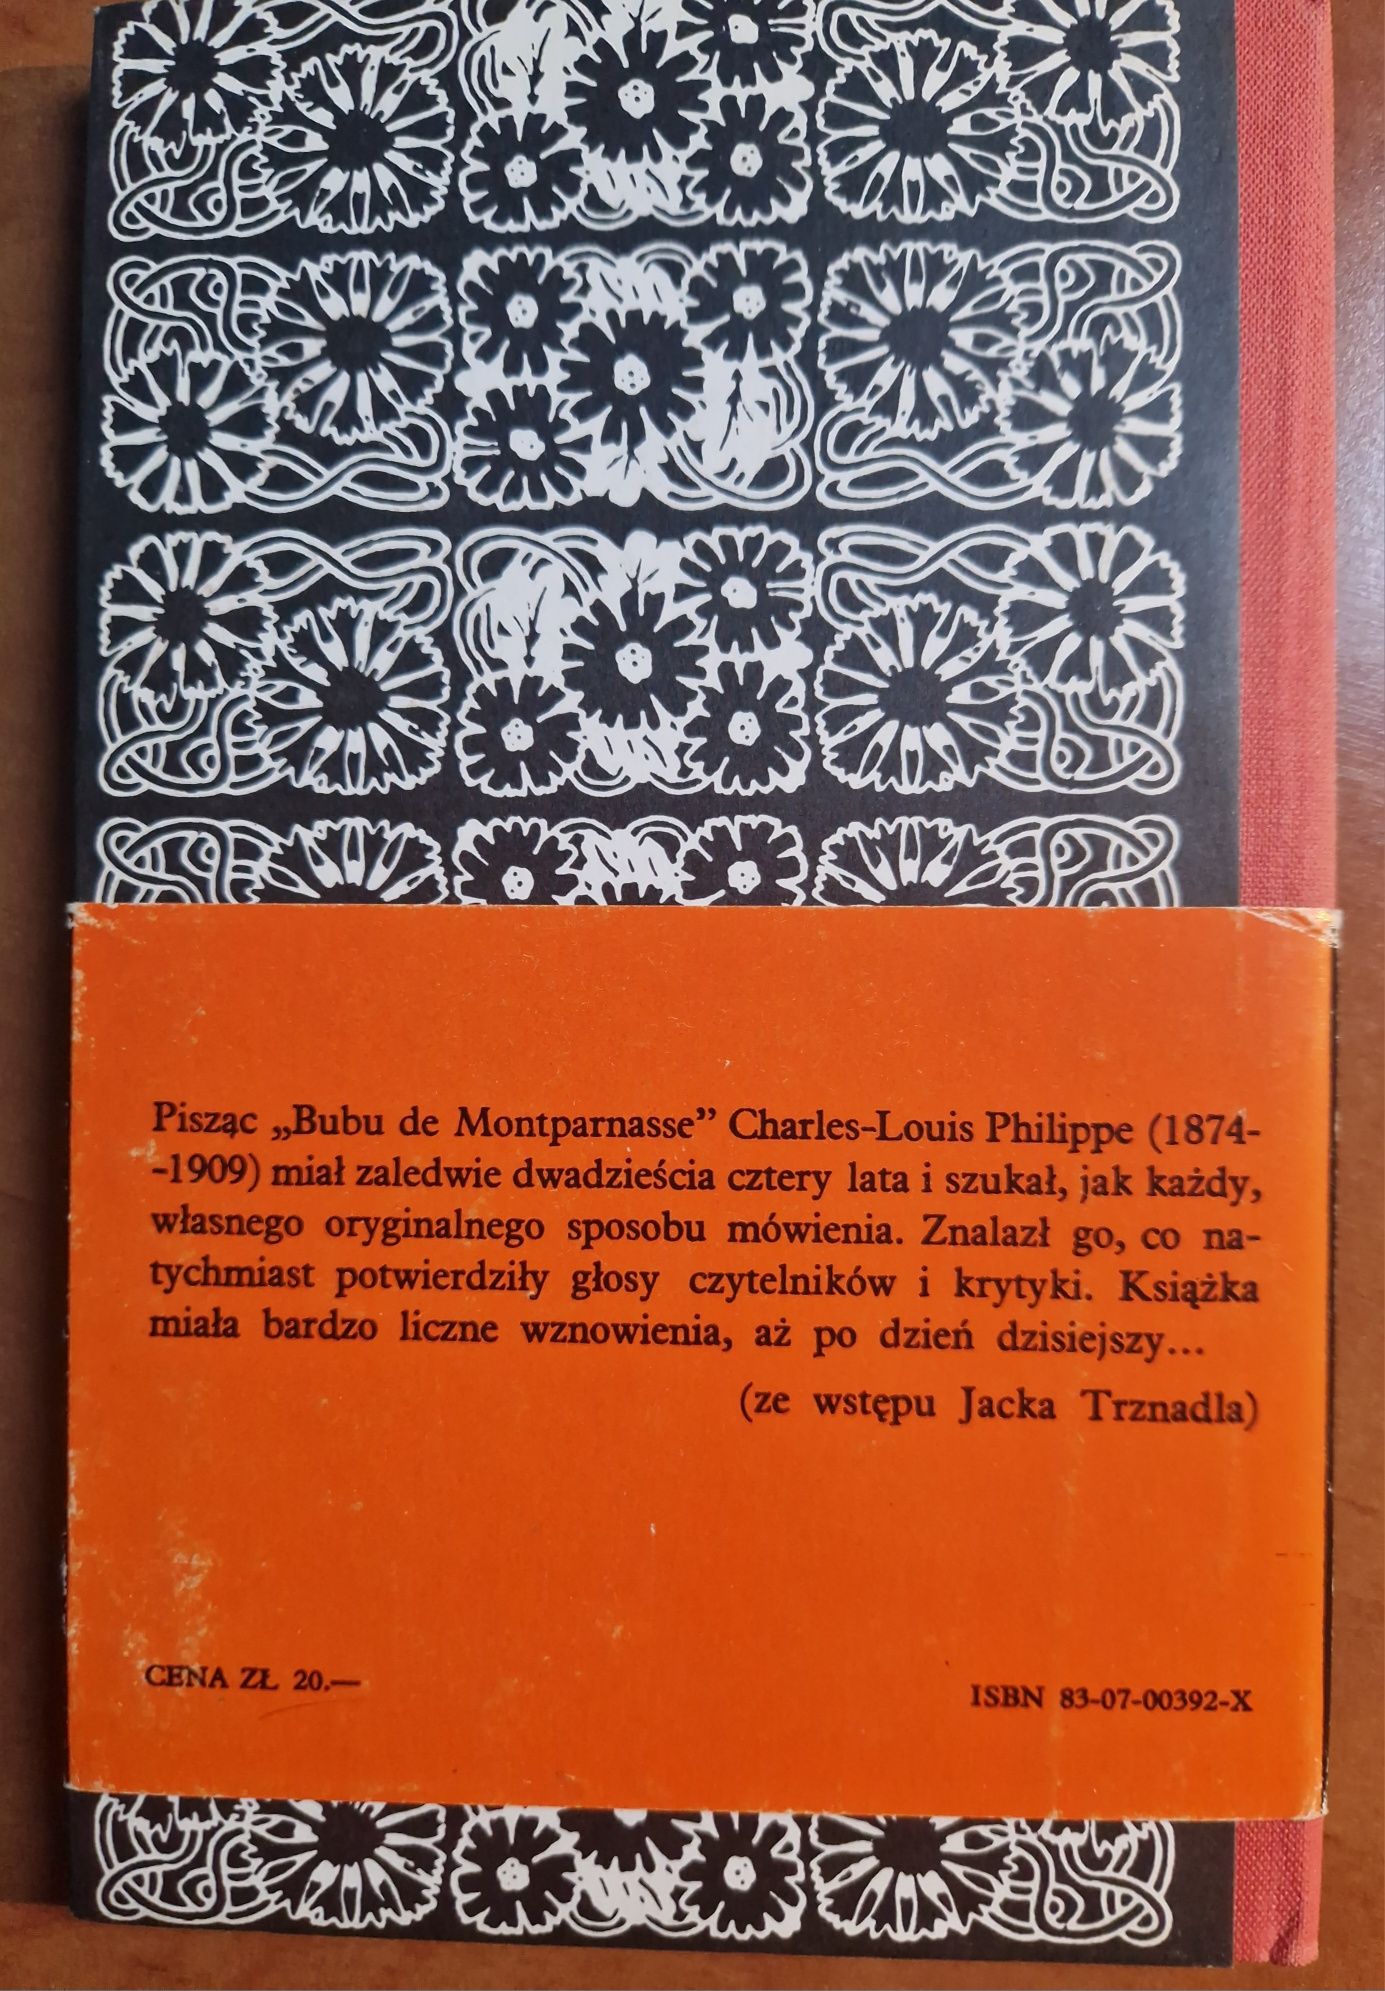 Pisząc „Bubu de Montparnasse” Charles-Louis Philippe (1874-
-1909) miał zaledwie dwadzieścia cztery lata i szukał, jak każdy,
własnego oryginalnego sposobu mówienia. Znalazł go, co na-
tychmiast potwierdziły głosy czytelników i krytyki. Książka
miała bardzo liczne wznowienia, aż po dzień dzisiejszy...
(ze wstępu Jacka Trznadla)
CENA ZŁ 20.—
ISBN 83-07-00392-X